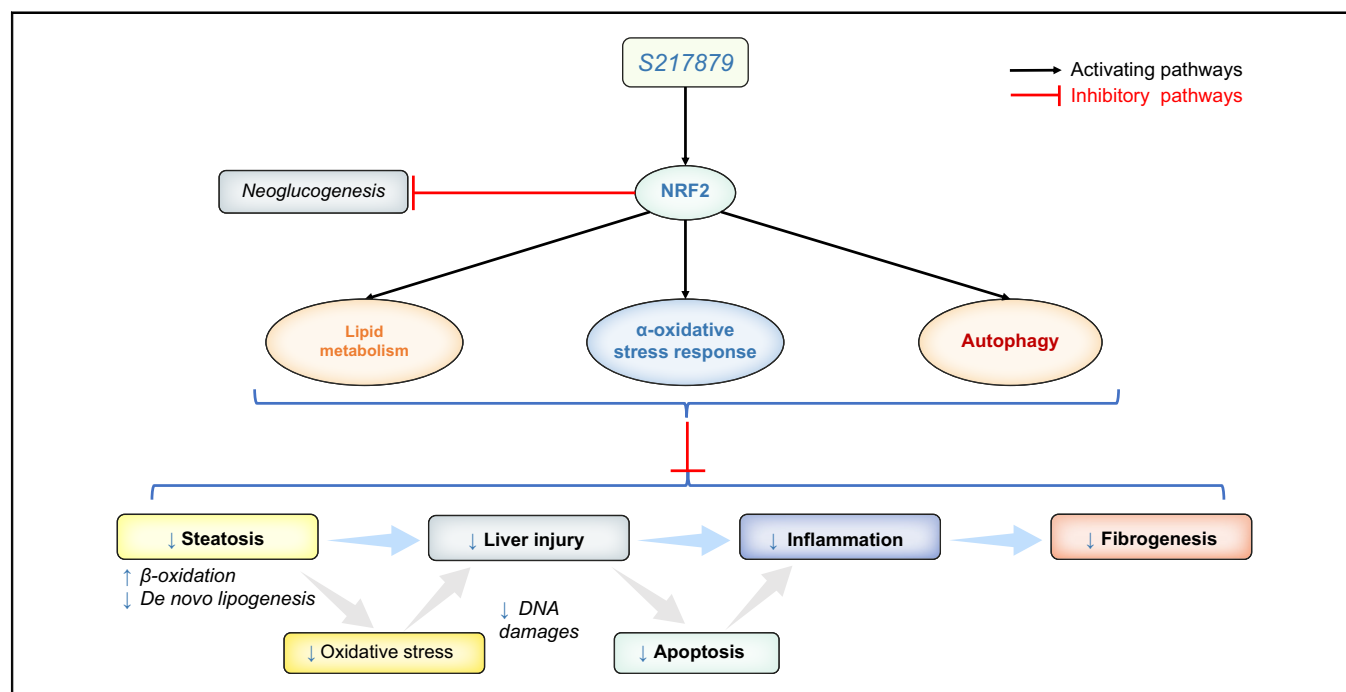 S217879
Activating pathways
Inhibitory pathways
Neoglucogenesis
NRF2
Lipid
metabolism
α-oxidative
stress response
Autophagy
↓ Steatosis
↓ Liver injury
↓ Inflammation
↓ Fibrogenesis
↑ β-oxidation
↓ De novo lipogenesis
↓ DNA
damages
↓ Oxidative stress
↓ Apoptosis